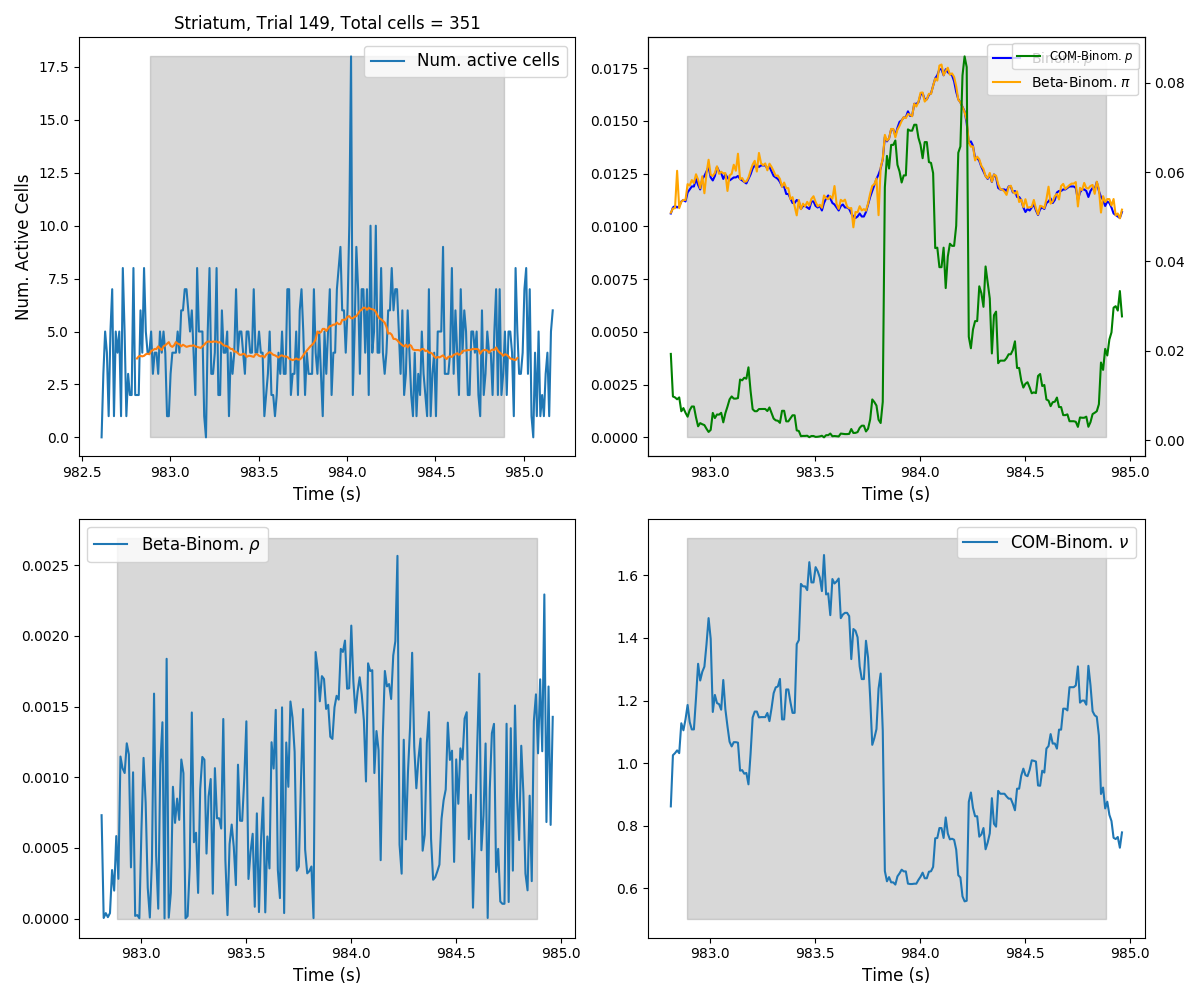 Striatum, Trial 149, Total cells = 351
Num. Active Cells
17.5
15.0
12.5
10.0
7.5
5.0
2.5
0.0
Num. active cells
982.5 983.0 983.5 984.0 984.5 985.0
Time (s)
0.0175
0.0150
0.0125
0.0100
0.0075
0.0050
0.0025
0.0000
COM-Binom. p
Beta-Binom. π
0.08
0.06
0.04
0.02
0.00
983.0 983.5 984.0 984.5 985.0
Time (s)
0.0025
0.0020
0.0015
0.0010
0.0005
0.0000
Beta-Binom. ρ
983.0 983.5 984.0 984.5 985.0
Time (s)
1.6
1.4
1.2
1.0
0.8
0.6
COM-Binom. ν
983.0 983.5 984.0 984.5 985.0
Time (s)